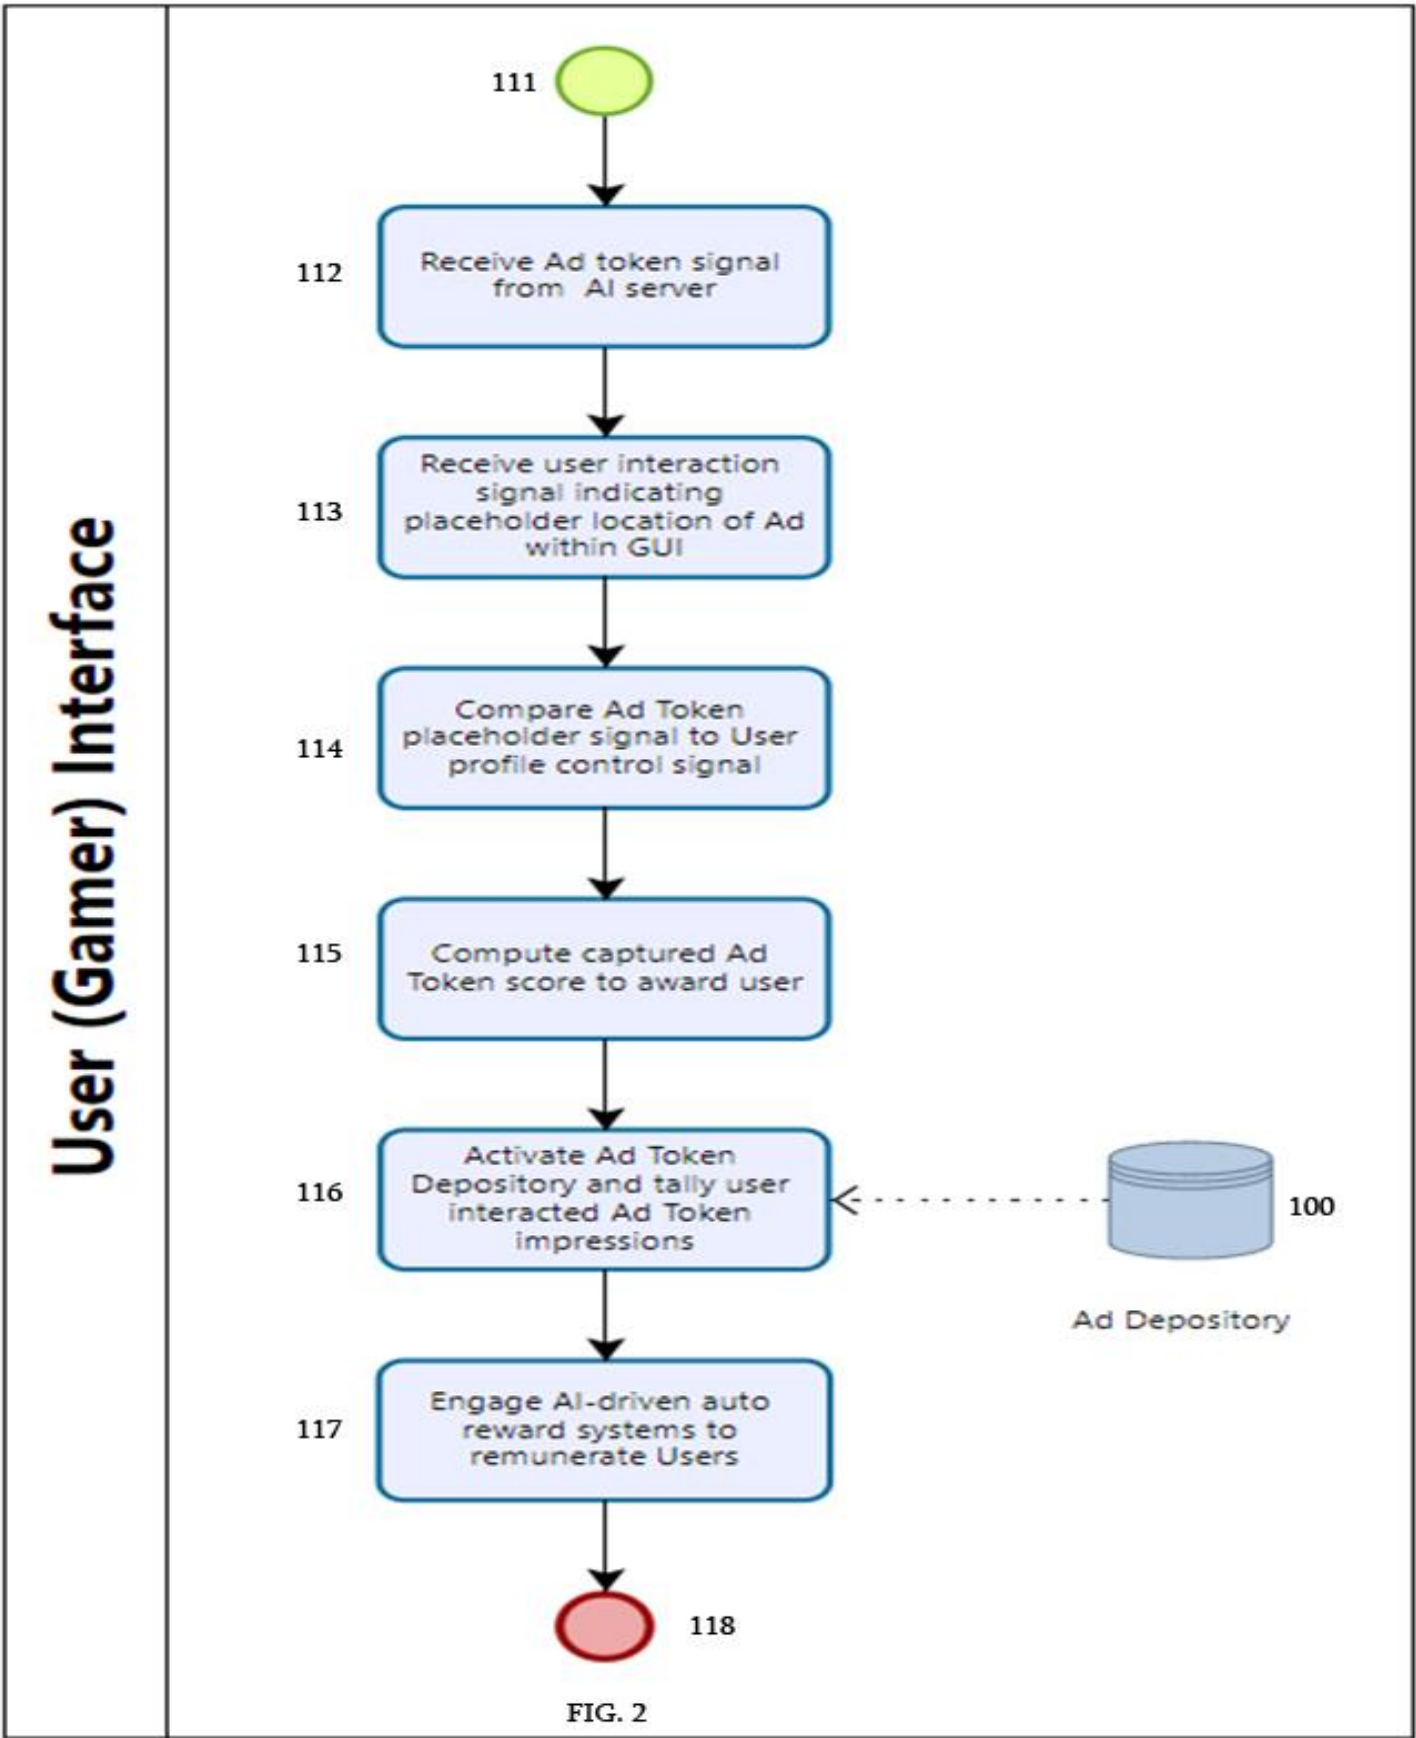 User (Gamer) Interface
111
112
Receive Ad token signal
from AI server
113
Receive user interaction
signal indicating
placeholder location of Ad
within GUI
114
Compare Ad Token
placeholder signal to User
profile control signal
115
Compute captured Ad
Token score to award user
116
Activate Ad Token
Depository and tally user
interacted Ad Token
impressions
100
Ad Depository
117
Engage AI-driven auto
reward systems to
remunerate Users
118
FIG. 2